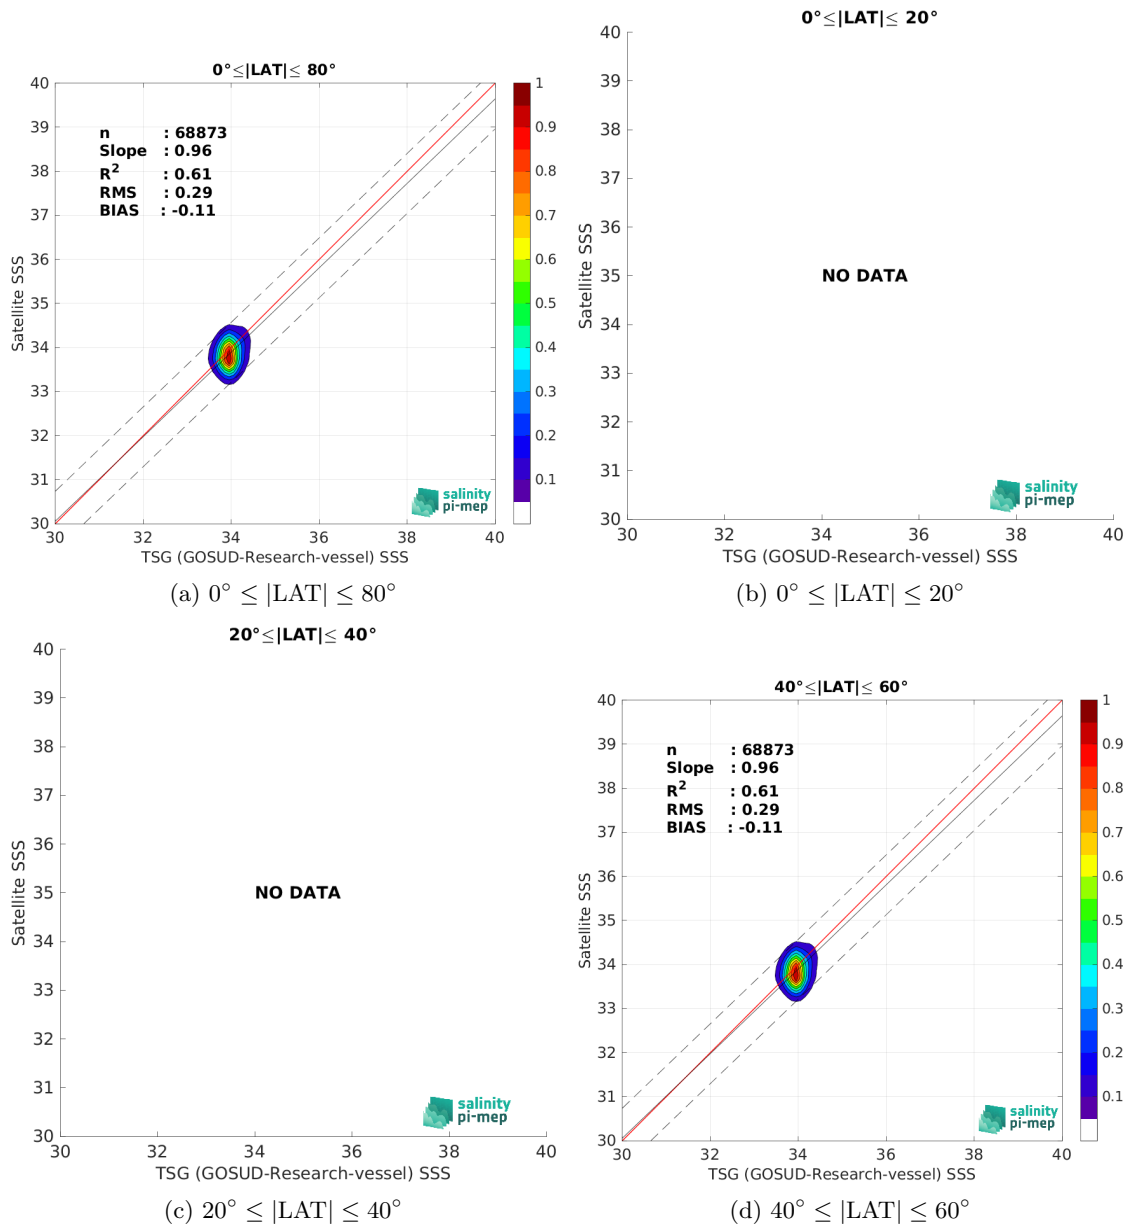 0°≤|LAT|≤ 80°
40
39
38
37
36
35
34
33
32
31
30
Satellite SSS
n : 68873
Slope : 0.96
R² : 0.61
RMS : 0.29
BIAS : -0.11
salinity
pi-mep
30 32 34 36 38 40
TSG (GOSUD-Research-vessel) SSS
1
0.9
0.8
0.7
0.6
0.5
0.4
0.3
0.2
0.1
(a) 0° ≤ |LAT| ≤ 80°
0°≤|LAT|≤ 20°
40
39
38
37
36
35
34
33
32
31
30
Satellite SSS
NO DATA
salinity
pi-mep
30 32 34 36 38 40
TSG (GOSUD-Research-vessel) SSS
(b) 0° ≤ |LAT| ≤ 20°
20°≤|LAT|≤ 40°
40
39
38
37
36
35
34
33
32
31
30
Satellite SSS
NO DATA
salinity
pi-mep
30 32 34 36 38 40
TSG (GOSUD-Research-vessel) SSS
(c) 20° ≤ |LAT| ≤ 40°
40°≤|LAT|≤ 60°
40
39
38
37
36
35
34
33
32
31
30
Satellite SSS
n : 68873
Slope : 0.96
R² : 0.61
RMS : 0.29
BIAS : -0.11
salinity
pi-mep
30 32 34 36 38 40
TSG (GOSUD-Research-vessel) SSS
1
0.9
0.8
0.7
0.6
0.5
0.4
0.3
0.2
0.1
(d) 40° ≤ |LAT| ≤ 60°